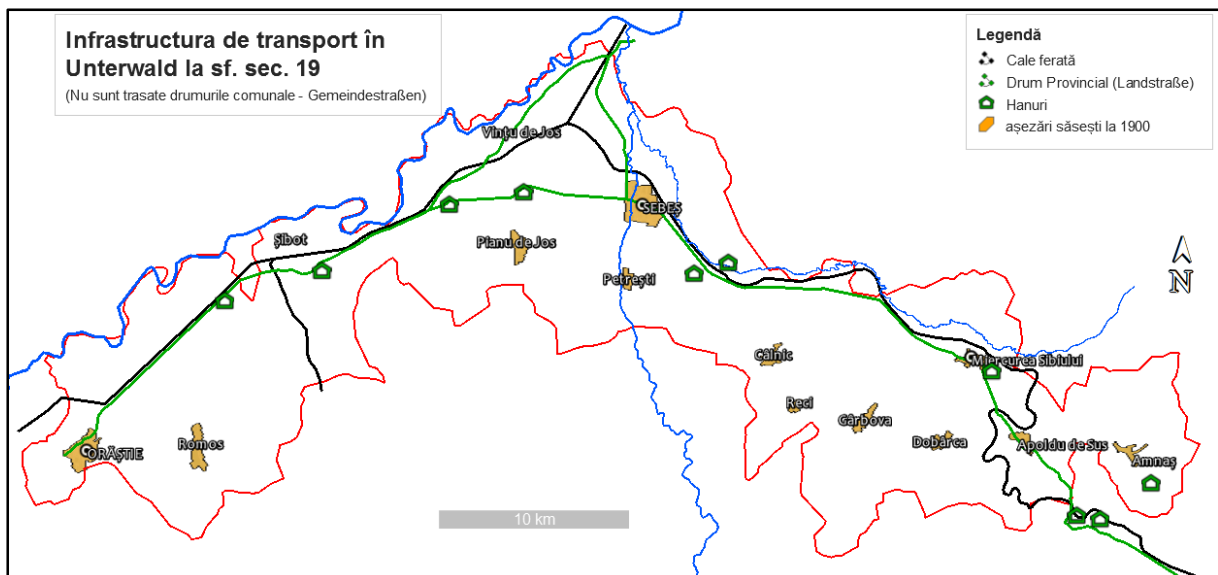 Infrastructura de transport în
Unterwald la sf. sec. 19
(Nu sunt trasate drumurile comunale - Gemeindestraßen)
Legendă
Cale ferată
Drum Provincial (Landstraße)
Hanuri
așezări săsești la 1900
Vințu de Jos
SEBEȘ
Șibot
Pianu de Jos
Petrești
N
Câlnic
Miercurea Sibiului
Reci
Gârbova
Dobârca
Apoldu de Sus
Amnaș
ORĂȘTIE
Romos
10 km